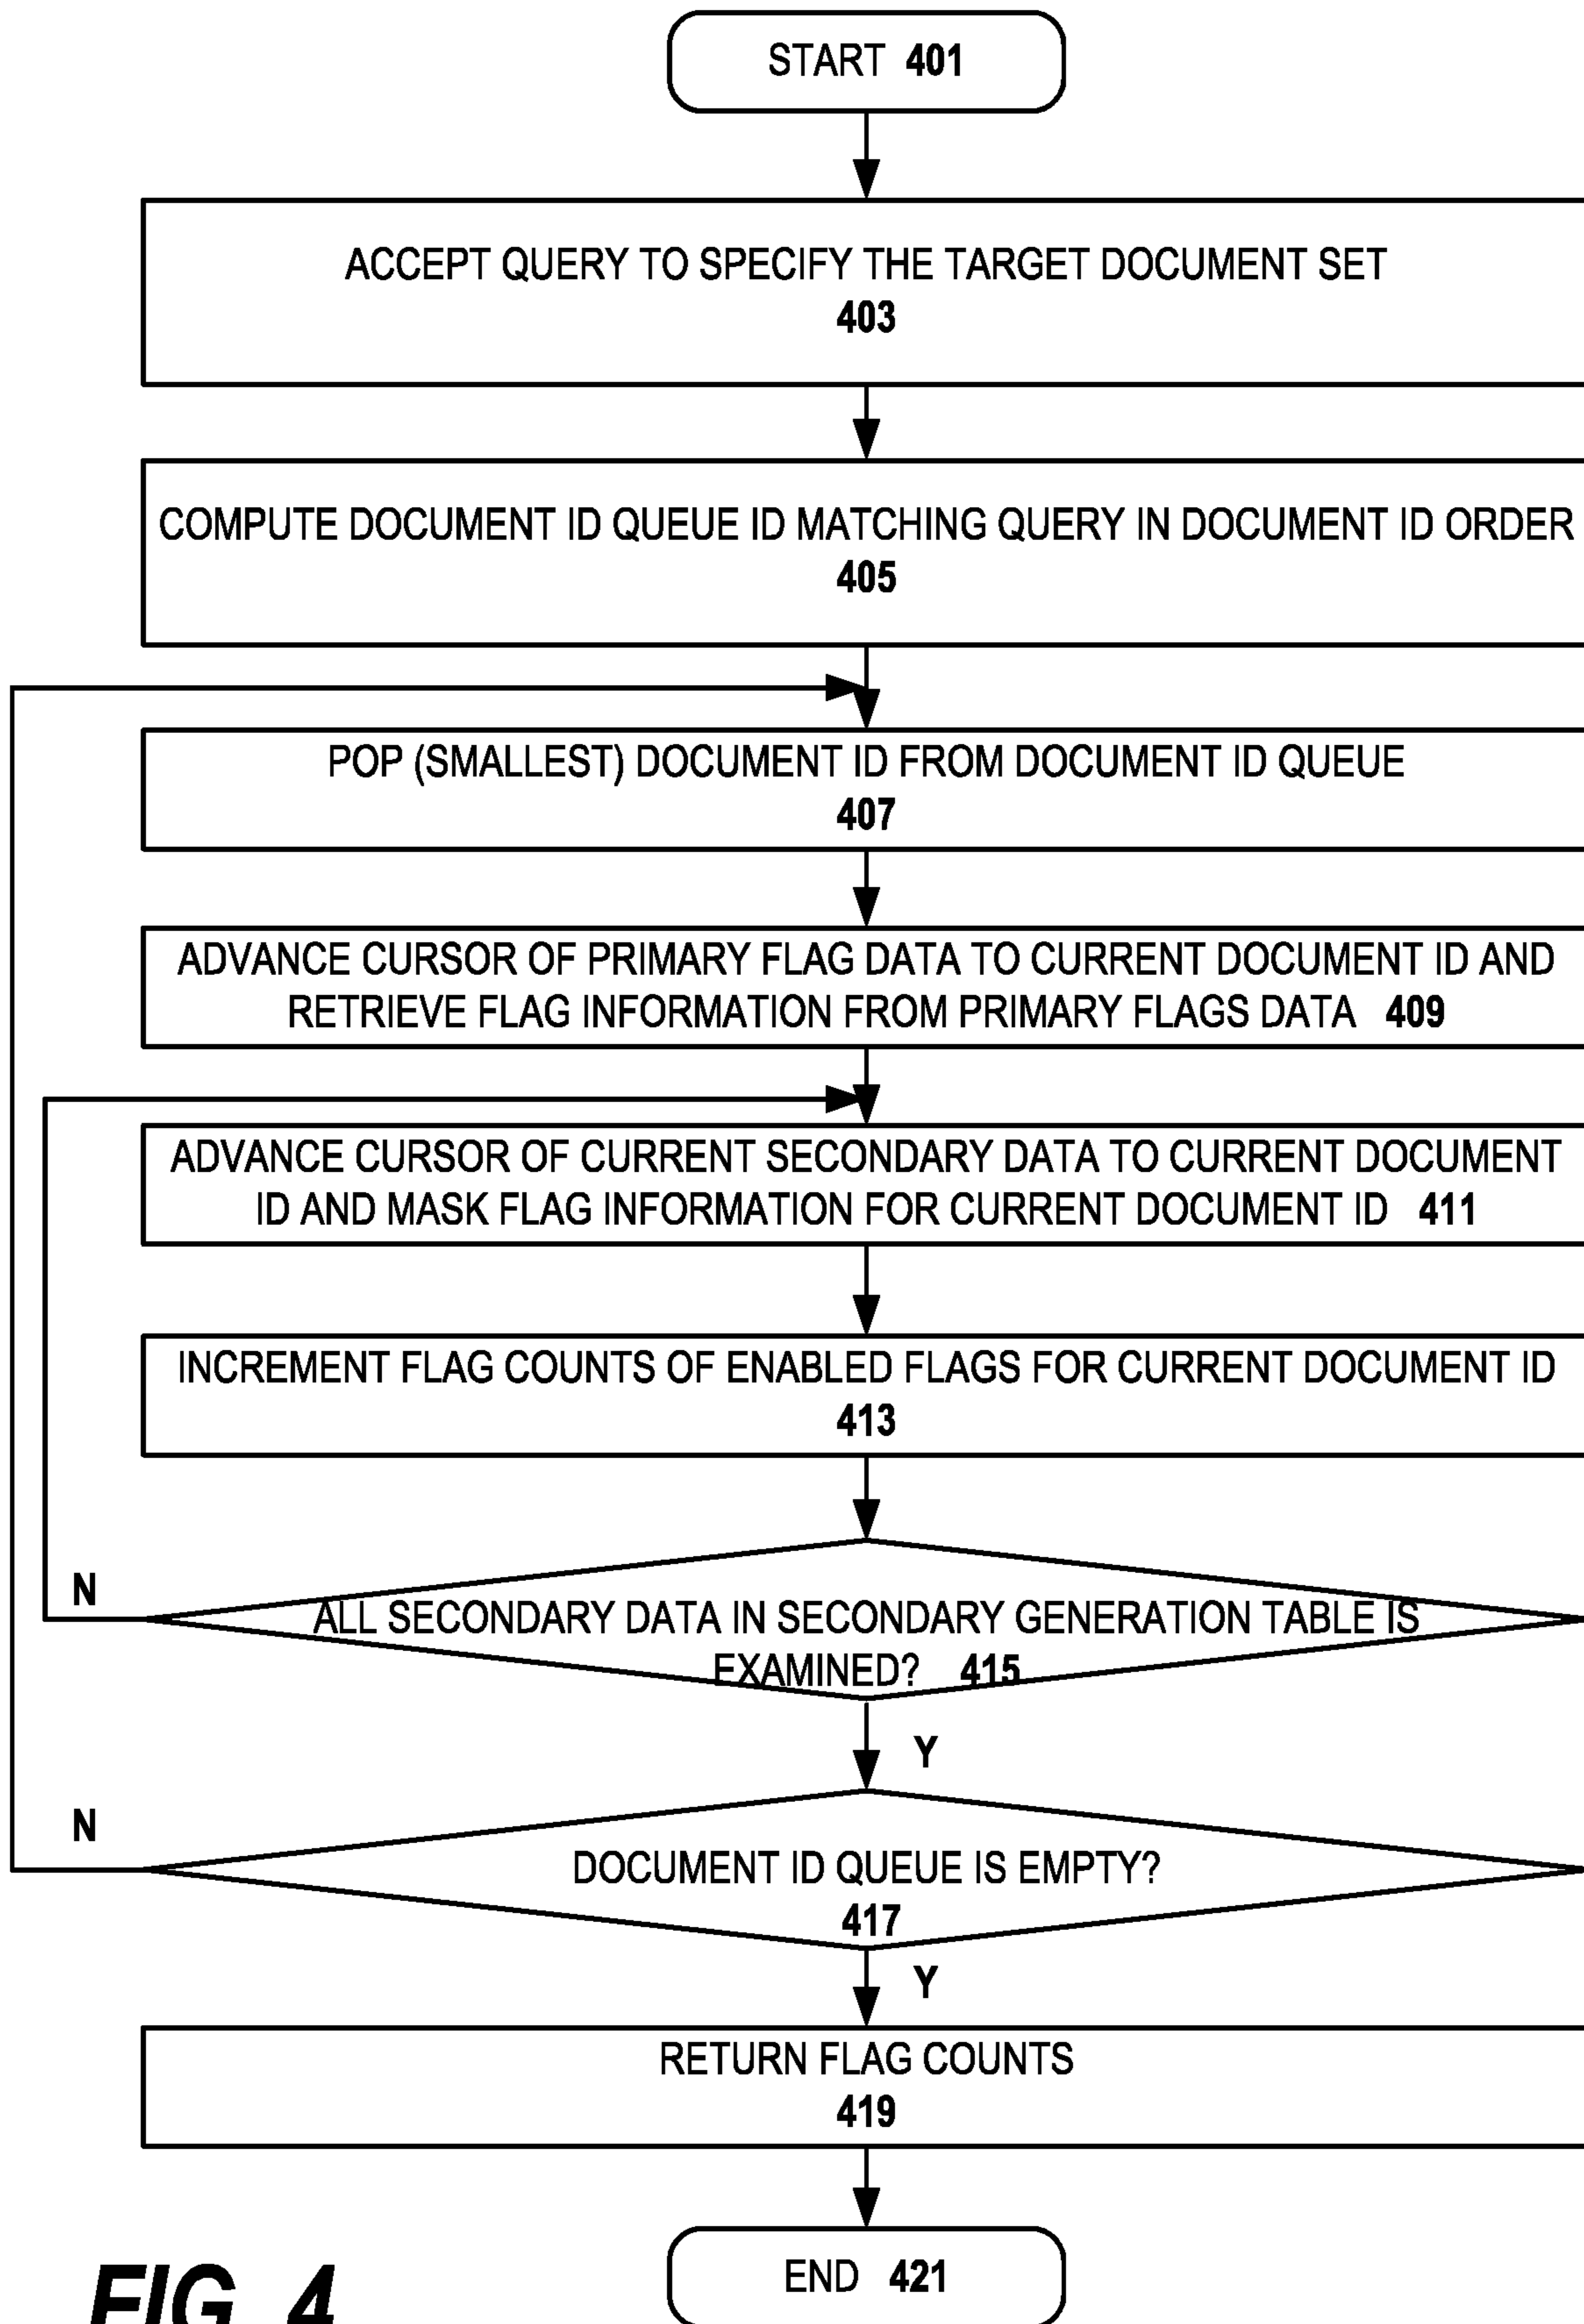 START 401
ACCEPT QUERY TO SPECIFY THE TARGET DOCUMENT SET
403
COMPUTE DOCUMENT ID QUEUE ID MATCHING QUERY IN DOCUMENT ID ORDER
405
POP (SMALLEST) DOCUMENT ID FROM DOCUMENT ID QUEUE
407
ADVANCE CURSOR OF PRIMARY FLAG DATA TO CURRENT DOCUMENT ID AND
RETRIEVE FLAG INFORMATION FROM PRIMARY FLAGS DATA 409
ADVANCE CURSOR OF CURRENT SECONDARY DATA TO CURRENT DOCUMENT
ID AND MASK FLAG INFORMATION FOR CURRENT DOCUMENT ID 411
INCREMENT FLAG COUNTS OF ENABLED FLAGS FOR CURRENT DOCUMENT ID
413
N
ALL SECONDARY DATA IN SECONDARY GENERATION TABLE IS
EXAMINED? 415
Y
N
DOCUMENT ID QUEUE IS EMPTY?
417
Y
RETURN FLAG COUNTS
419
END 421
FIG. 4